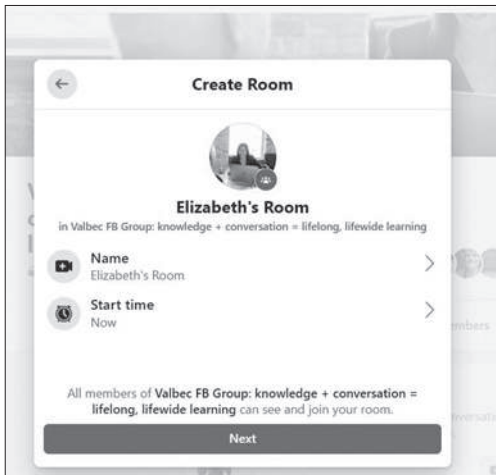 Create Room
Elizabeth's Room
in Valbec FB Group: knowledge + conversation = lifelong, lifewide learning
Name
Elizabeth's Room
Start time
Now
All members of Valbec FB Group: knowledge + conversation =
lifelong, lifewide learning can see and join your room.
Next